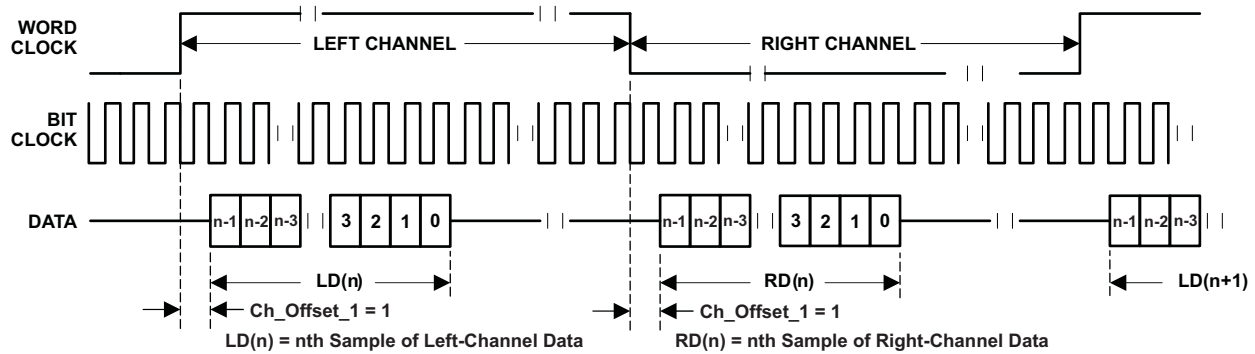 WORD CLOCK
LEFT CHANNEL
RIGHT CHANNEL
BIT CLOCK
DATA
n-1 n-2 n-3 3 2 1 0 n-1 n-2 n-3 3 2 1 0 n-1 n-2 n-3
LD(n)
RD(n)
LD(n+1)
Ch_Offset_1 = 1
Ch_Offset_1 = 1
LD(n) = nth Sample of Left-Channel Data
RD(n) = nth Sample of Right-Channel Data